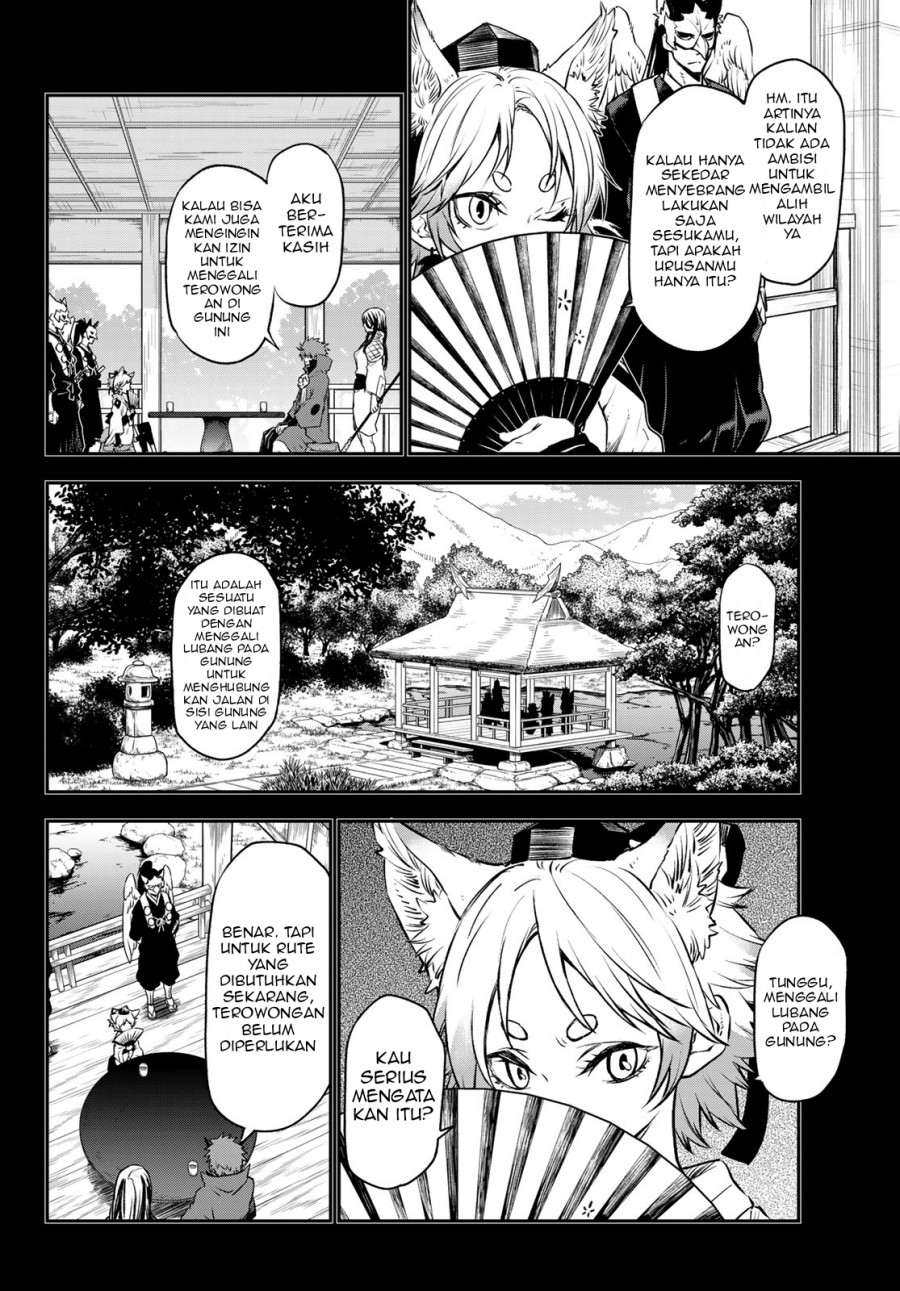 HM. ITU
ARTINYA
KALIAN
TIDAK ADA
AMBISI
UNTUK
MENGAMBIL
ALIH
WILAYAH
YA
KALAU HANYA
SEKEDAR
MENYEBRANG
LAKUKAN
SAJA
SESUKAMU,
TAPI APAKAH
URUSANMU
HANYA ITU?
AKU
BER-
TERIMA
KASIH
KALAU BISA
KAMI JUGA
MENGINGIN
KAN IZIN
UNTUK
MENGGALI
TEROWONG
AN DI
GUNUNG
INI
TERO-
WONG
AN?
ITU ADALAH
SESUATU
YANG DIBUAT
DENGAN
MENGGALI
LUBANG PADA
GUNUNG
UNTUK
MENGHUBUNG
KAN JALAN DI
SISI GUNUNG
YANG LAIN
TUNGGU,
MENGGALI
LUBANG
PADA
GUNUNG?
KAU
SERIUS
MENGATA
KAN ITU?
BENAR. TAPI
UNTUK RUTE
YANG
DIBUTUHKAN
SEKARANG,
TEROWONGAN
BELUM
DIPERLUKAN